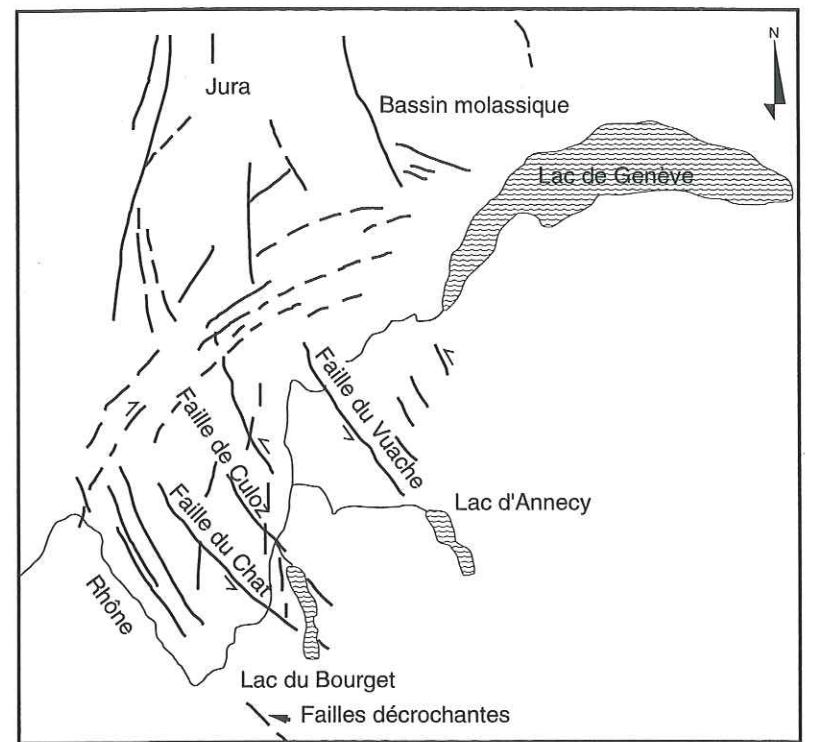 N
Jura
Bassin molassique
Lac de Genève
Faille du Vuache
Faille de Culoz
Faille du Chat
Lac d'Annecy
Rhône
Lac du Bourget
Failles décrochantes